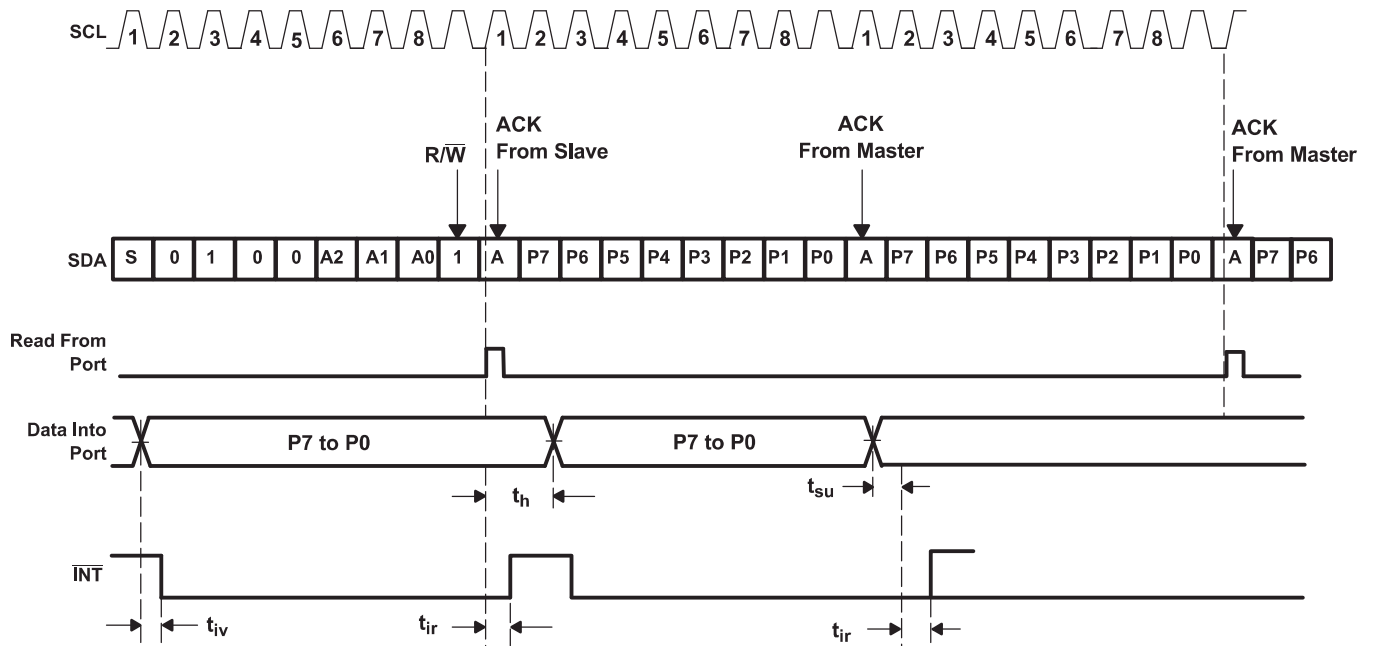 SCL 1 2 3 4 5 6 7 8 1 2 3 4 5 6 7 8 1 2 3 4 5 6 7 8
ACK
From Slave
ACK
From Master
ACK
From Master
R/W̅
SDA S 0 1 0 0 A2 A1 A0 1 A P7 P6 P5 P4 P3 P2 P1 P0 A P7 P6 P5 P4 P3 P2 P1 P0 A P7 P6
Read From
Port
Data Into
Port
P7 to P0
P7 to P0
th
tsu
I̅N̅T̅
tiv
tir
tir